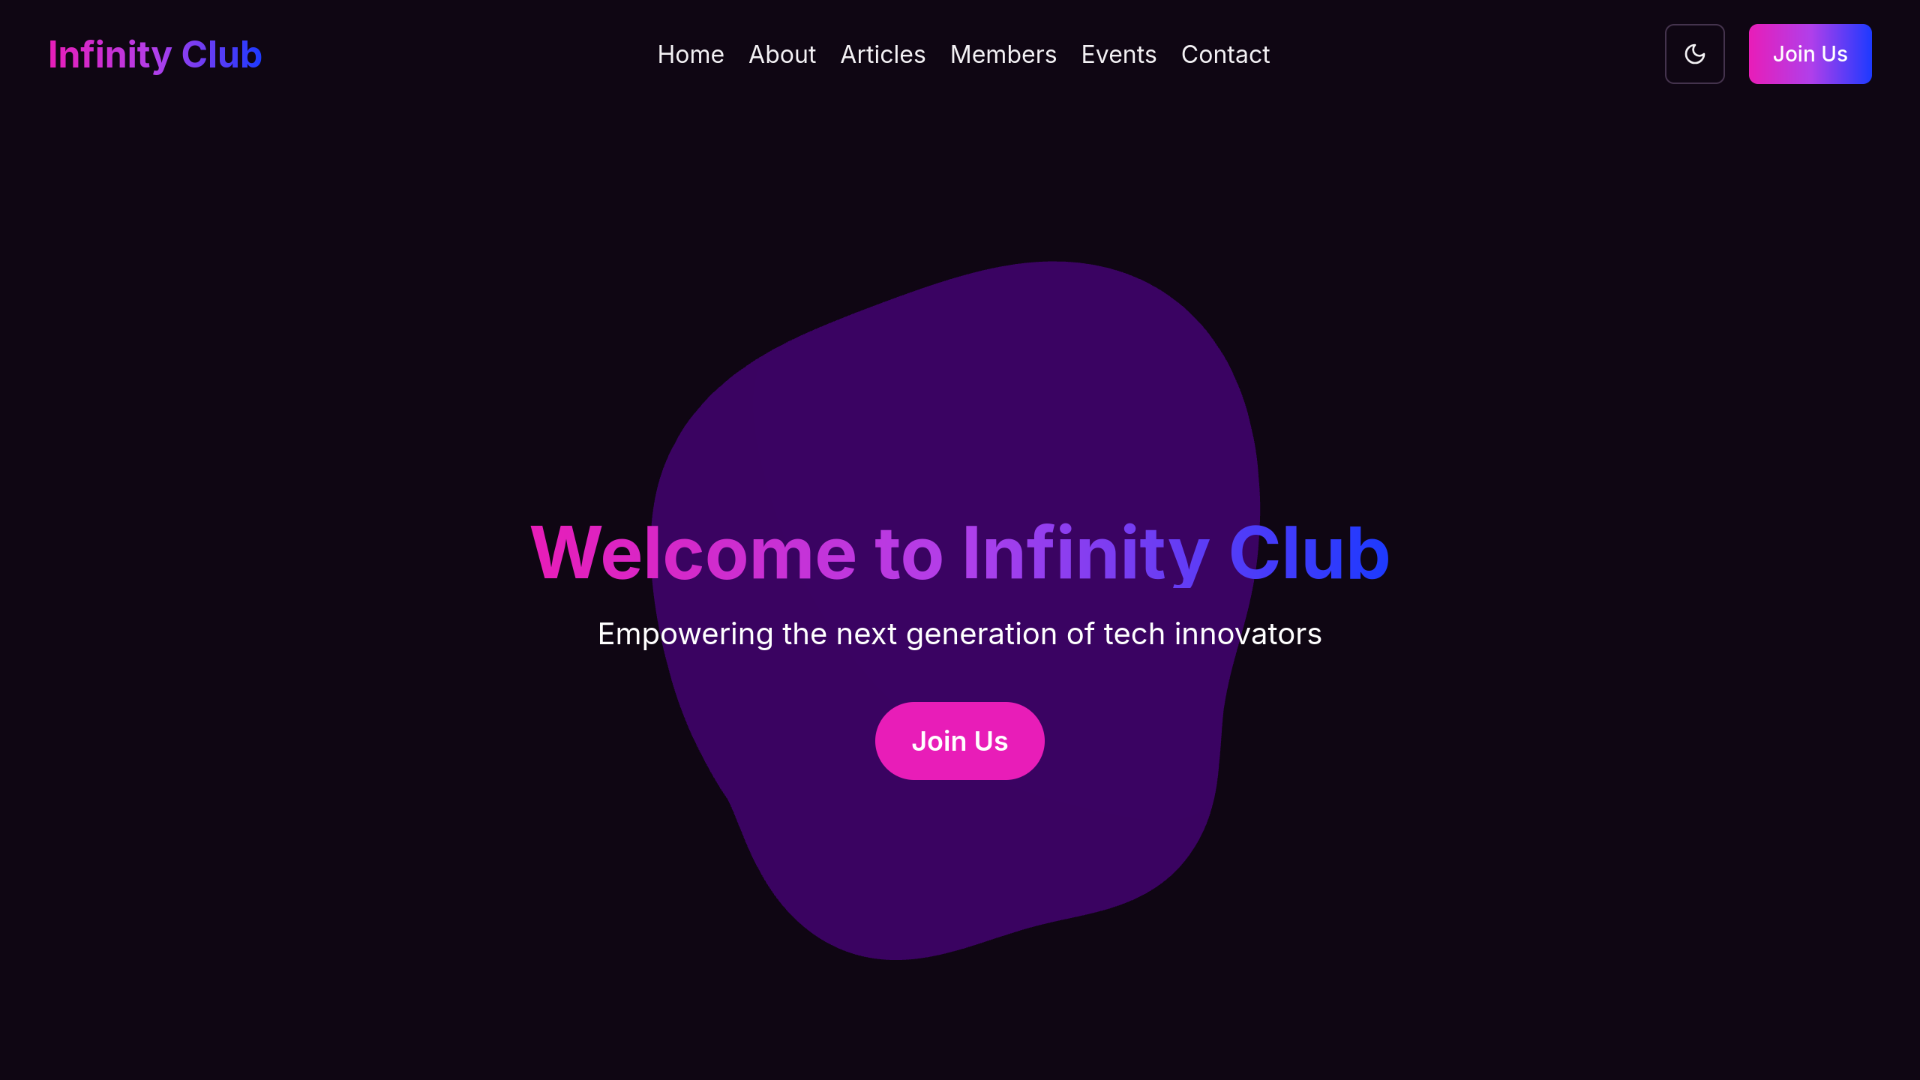 Infinity Club
Home About Articles Members Events Contact
Join Us
Welcome to Infinity Club
Empowering the next generation of tech innovators
Join Us